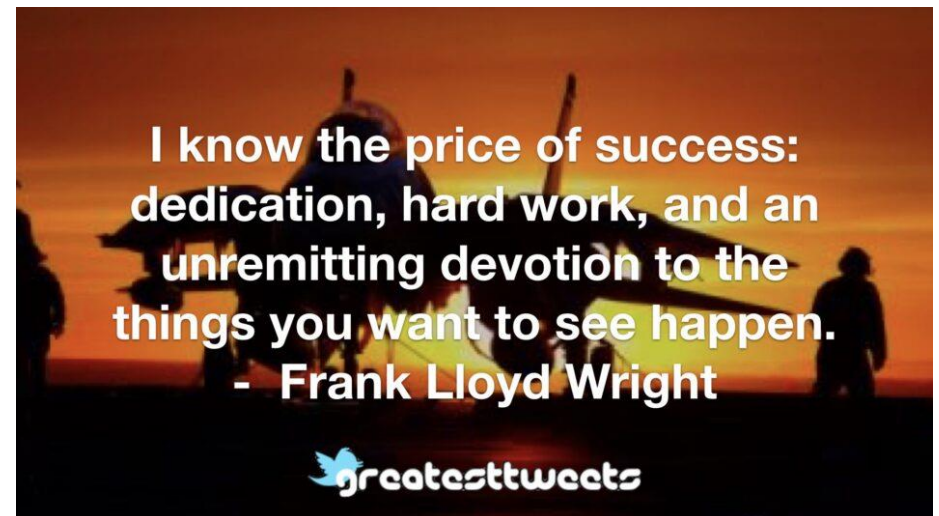 I know the price of success:
dedication, hard work, and an
unremitting devotion to the
things you want to see happen.
- Frank Lloyd Wright
greatesttweets